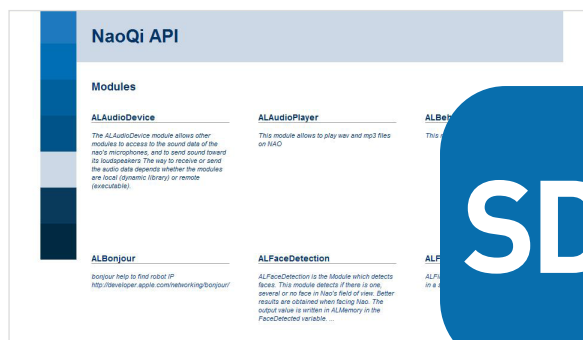 NaoQi API
Modules
ALAudioDevice
The ALAudioDevice module allows other
modules to access to the sound data of the
nao's microphones, and to send sound toward
its loudspeakers The way to receive or send
the audio data depends whether the modules
are local (dynamic library) or remote
(executable).
ALAudioPlayer
This module allows to play wav and mp3 files
on NAO
ALBeh
This
ALBonjour
bonjour help to find robot IP
http://developer.apple.com/networking/bonjour/
ALFaceDetection
ALFaceDetection is the Module which detects
faces. This module detects if there is one,
several or no face in Nao's field of view. Better
results are obtained when facing Nao. The
output value is written in ALMemory in the
FaceDetected variable, ...
ALF
ALFi
in a s
SD